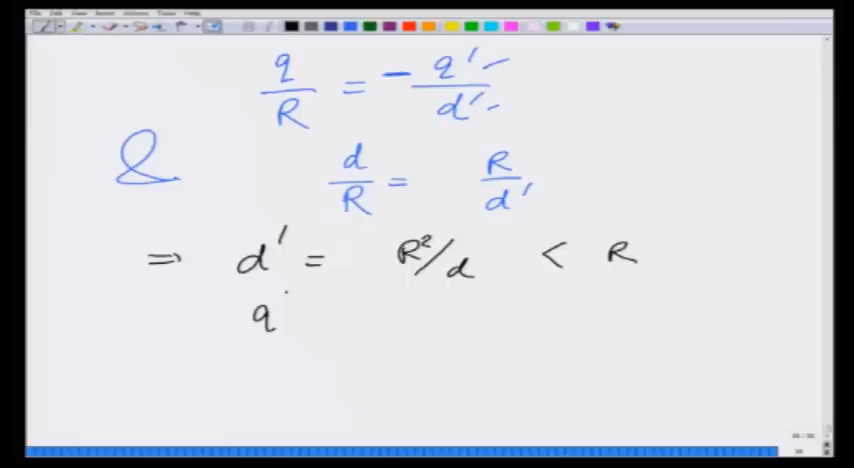 q/R = - q'/d'
& d/R = R/d'
⇒ d' = R²/d < R
q